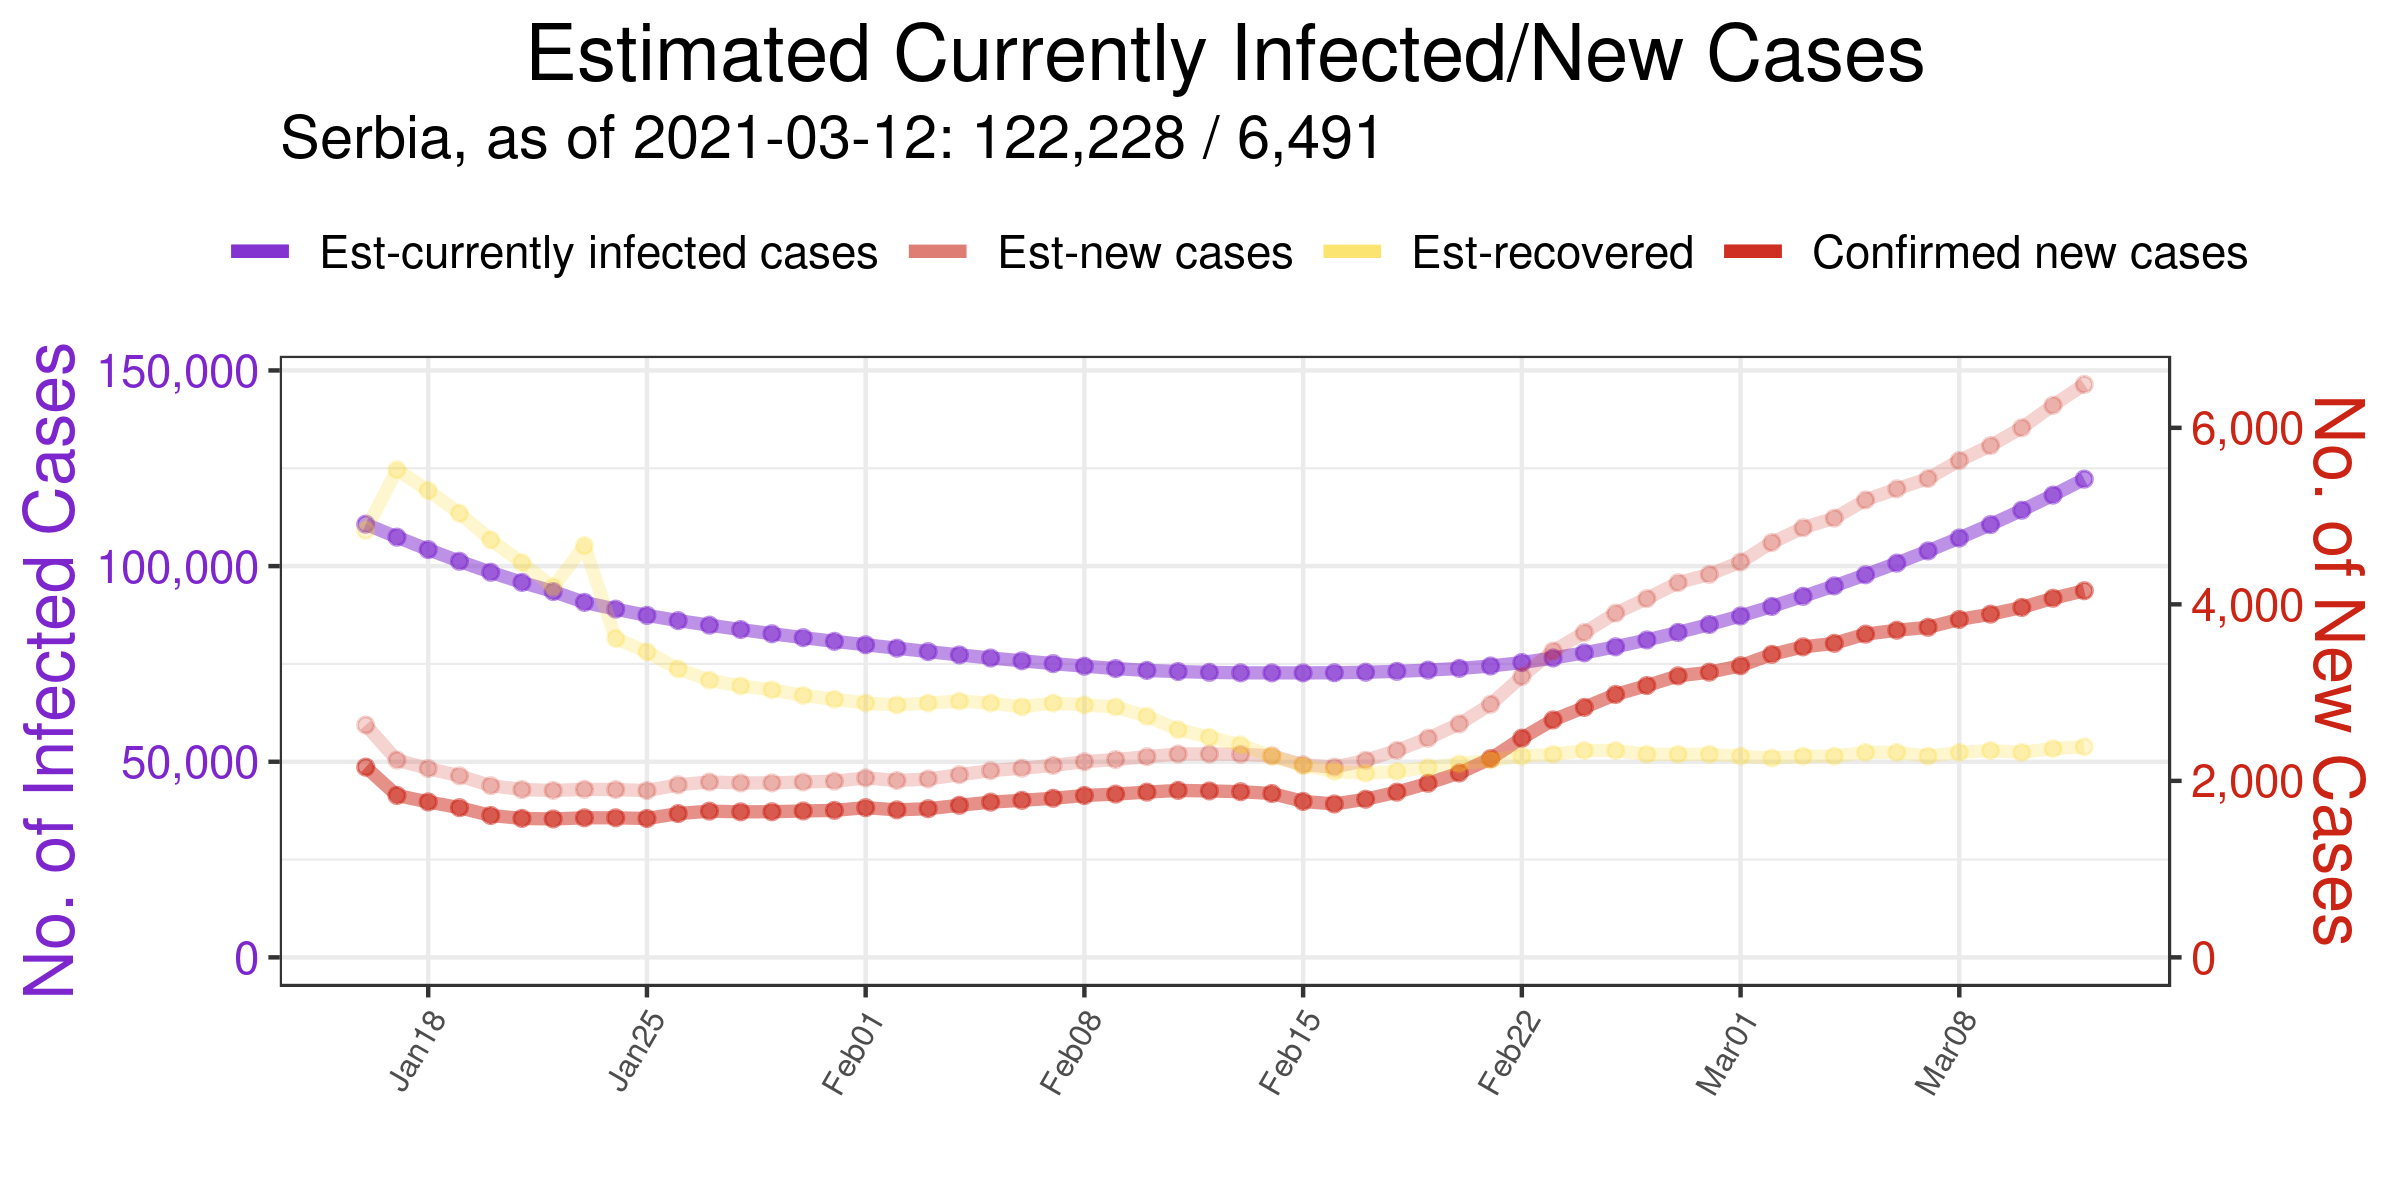 Estimated Currently Infected/New Cases
Serbia, as of 2021-03-12: 122,228 / 6,491
Est-currently infected cases Est-new cases Est-recovered Confirmed new cases
No. of Infected Cases
150,000
100,000
50,000
0
6,000
4,000
2,000
0
No. of New Cases
Jan18 Jan25 Feb01 Feb08 Feb15 Feb22 Mar01 Mar08